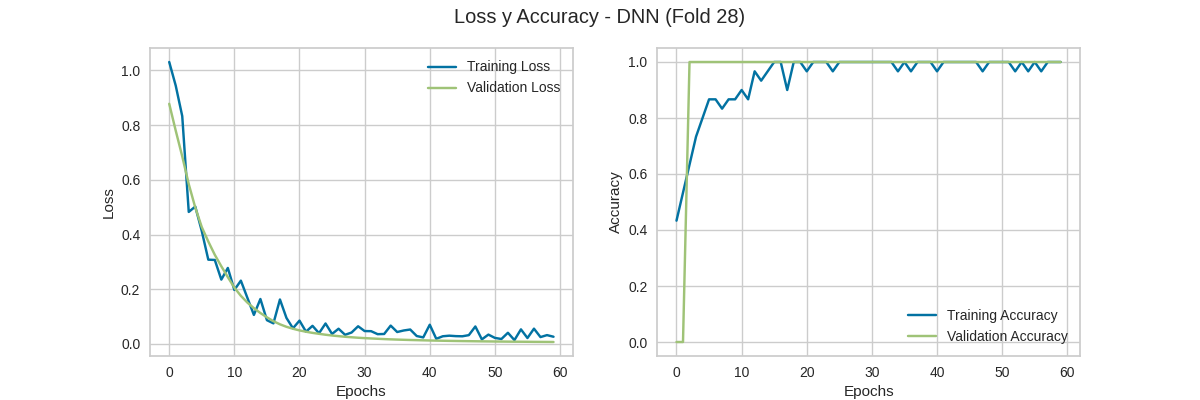 Loss y Accuracy - DNN (Fold 28)
Training Loss
Validation Loss
1.0
0.8
0.6
0.4
0.2
0.0
Loss
0 10 20 30 40 50 60
Epochs
1.0
0.8
0.6
0.4
0.2
0.0
Accuracy
Training Accuracy
Validation Accuracy
0 10 20 30 40 50 60
Epochs